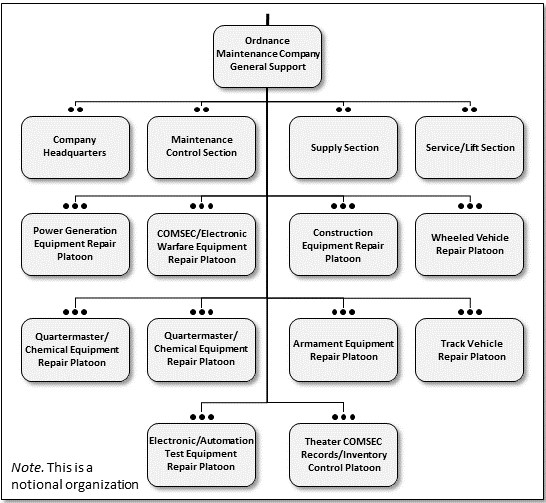 Ordnance
Maintenance Company
General Support
Company
Headquarters
Maintenance
Control Section
Supply Section
Service/Lift Section
Power Generation
Equipment Repair
Platoon
COMSEC/Electronic
Warfare Equipment
Repair Platoon
Construction
Equipment Repair
Platoon
Wheeled Vehicle
Repair Platoon
Quartermaster/
Chemical Equipment
Repair Platoon
Quartermaster/
Chemical Equipment
Repair Platoon
Armament Equipment
Repair Platoon
Track Vehicle
Repair Platoon
Electronic/Automation
Test Equipment
Repair Platoon
Theater COMSEC
Records/Inventory
Control Platoon
Note. This is a
notional organization